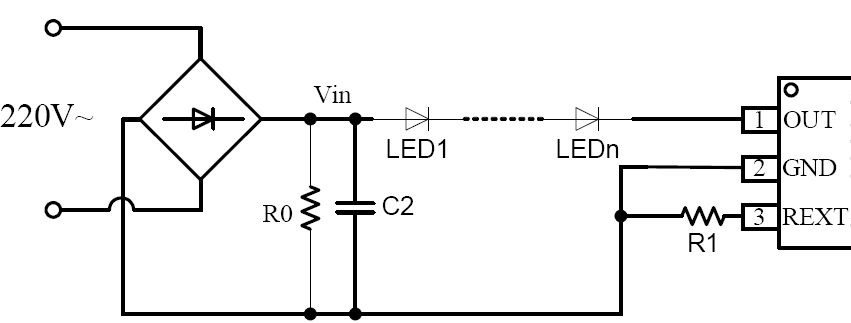 Vin
220V~
LED1
LEDn
1 OUT
2 GND
R0
C2
R1
3 REXT